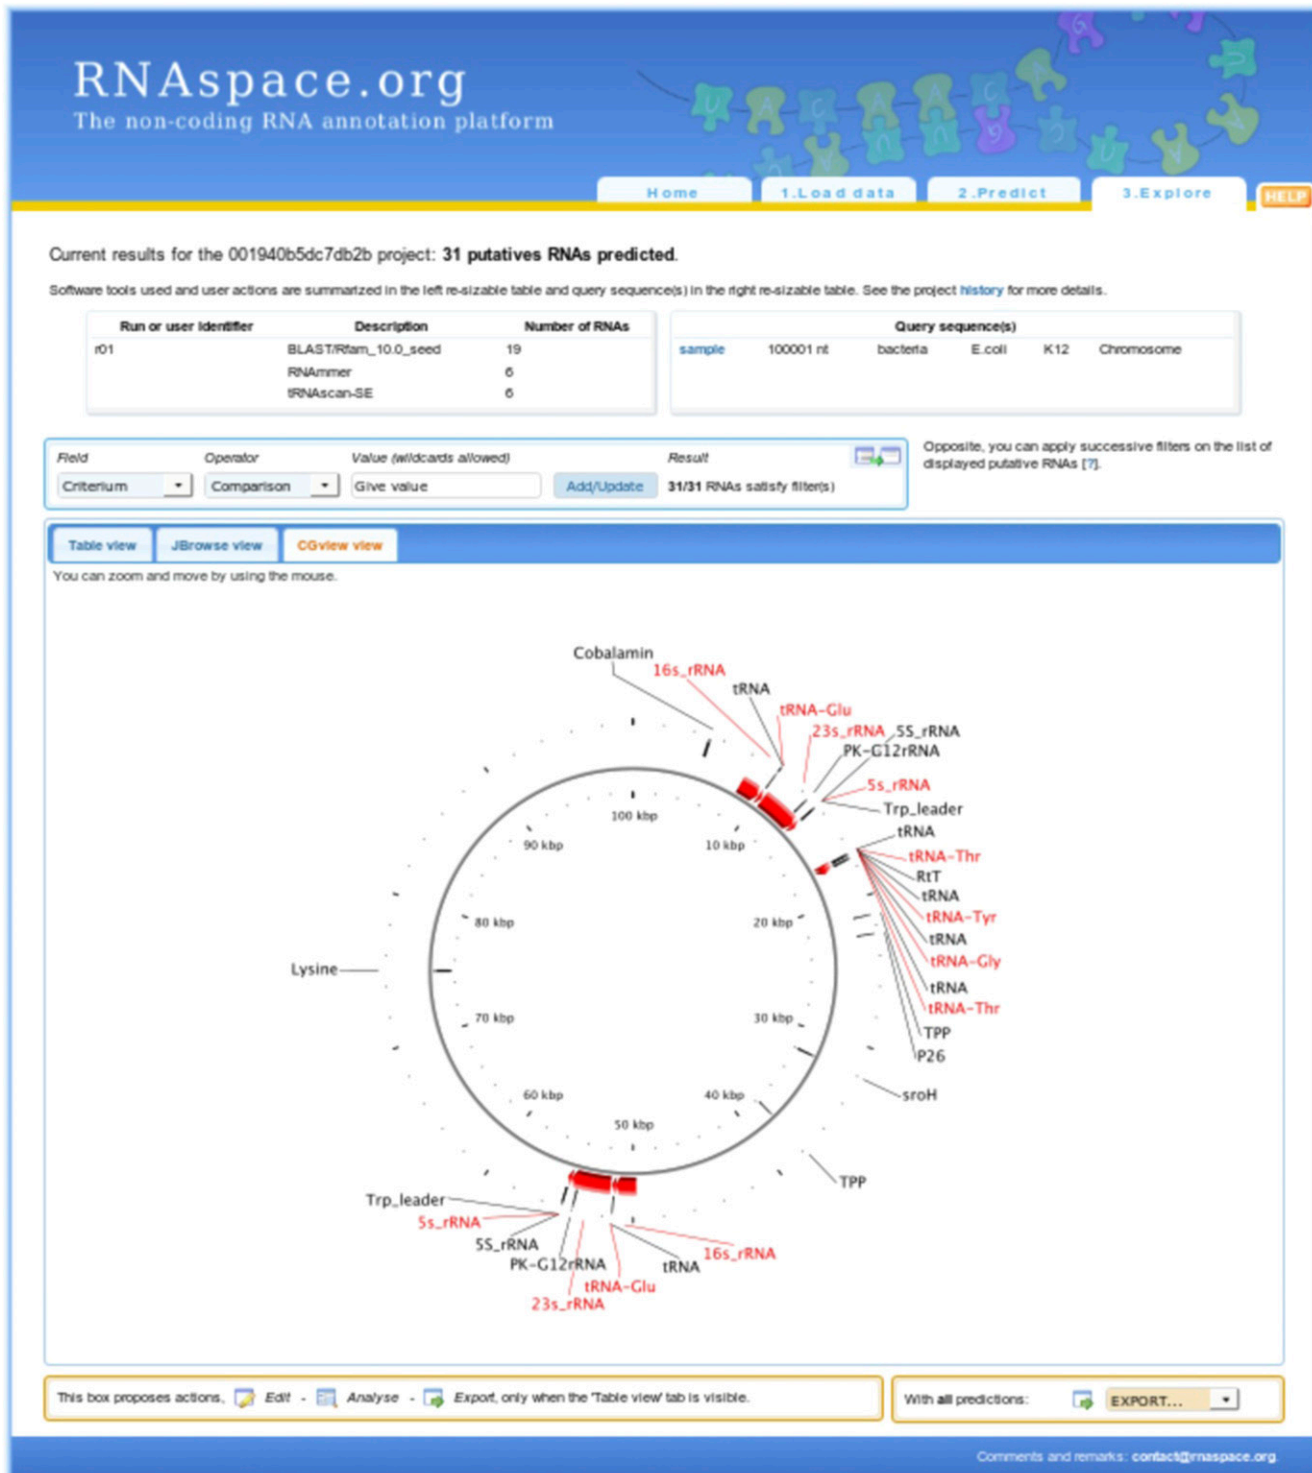 RNAspace.org
The non-coding RNA annotation platform
Home 1.Load data 2.Predict 3.Explore HELP
Current results for the 001940b5dc7db2b project: 31 putatives RNAs predicted.
Software tools used and user actions are summarized in the left re-sizable table and query sequence(s) in the right re-sizable table. See the project history for more details.
Run or user identifier Description Number of RNAs
r01 BLAST/Rfam_10.0_seed 19
RNAmmer 6
tRNAscan-SE 6
Query sequence(s)
sample 100001 nt bacteria E.coli K12 Chromosome
Field Operator Value (wildcards allowed) Result
Criterium Comparison Give value Add/Update 31/31 RNAs satisfy filter(s)
Opposite, you can apply successive filters on the list of
displayed putative RNAs [?].
Table view JBrowse view CGview view
You can zoom and move by using the mouse.
Cobalamin
16s_rRNA
tRNA
tRNA-Glu
23s_rRNA
5S_rRNA
PK-G12rRNA
5s_rRNA
Trp_leader
tRNA
tRNA-Thr
RtT
tRNA
tRNA-Tyr
tRNA
tRNA-Gly
tRNA
tRNA-Thr
TPP
P26
sroH
TPP
100 kbp
10 kbp
20 kbp
30 kbp
40 kbp
50 kbp
60 kbp
70 kbp
80 kbp
90 kbp
Lysine
Trp_leader
5s_rRNA
5S_rRNA
PK-G12rRNA
23s_rRNA
tRNA-Glu
tRNA
16s_rRNA
This box proposes actions, Edit - Analyse - Export, only when the 'Table view' tab is visible.
With all predictions: EXPORT...
Comments and remarks: contact@rnaspace.org.